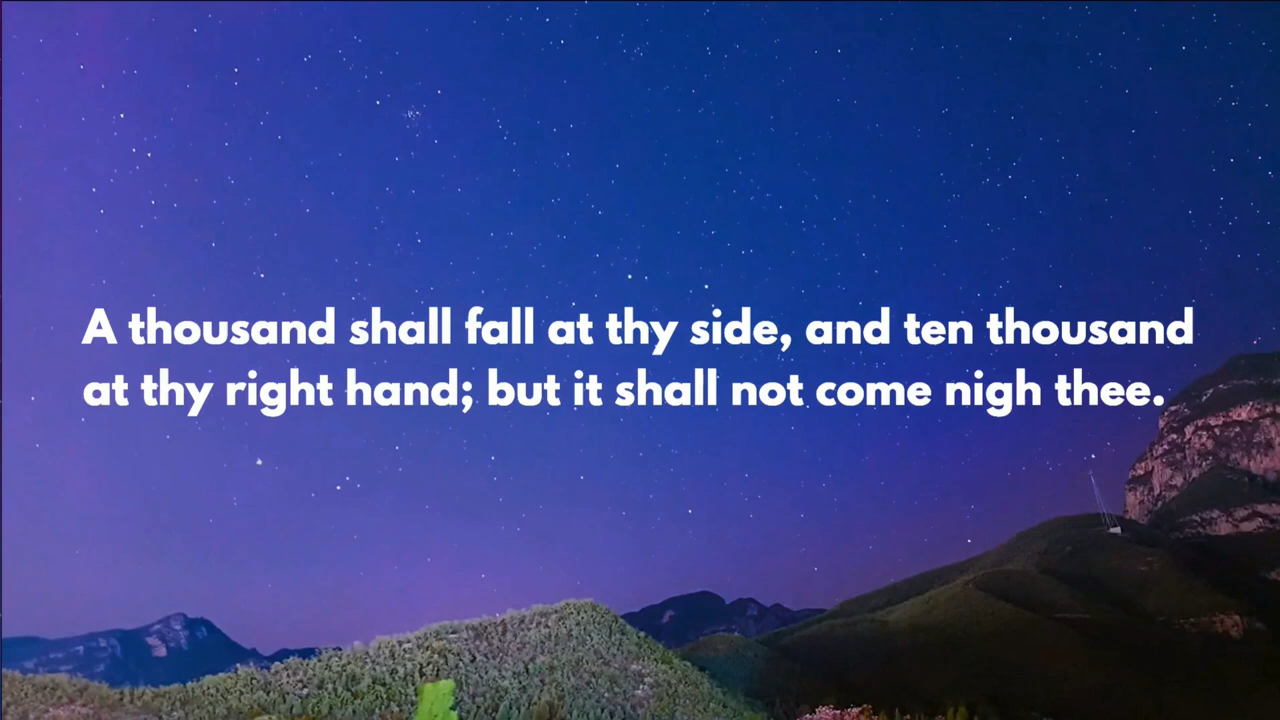 A thousand shall fall at thy side, and ten thousand
at thy right hand; but it shall not come nigh thee.